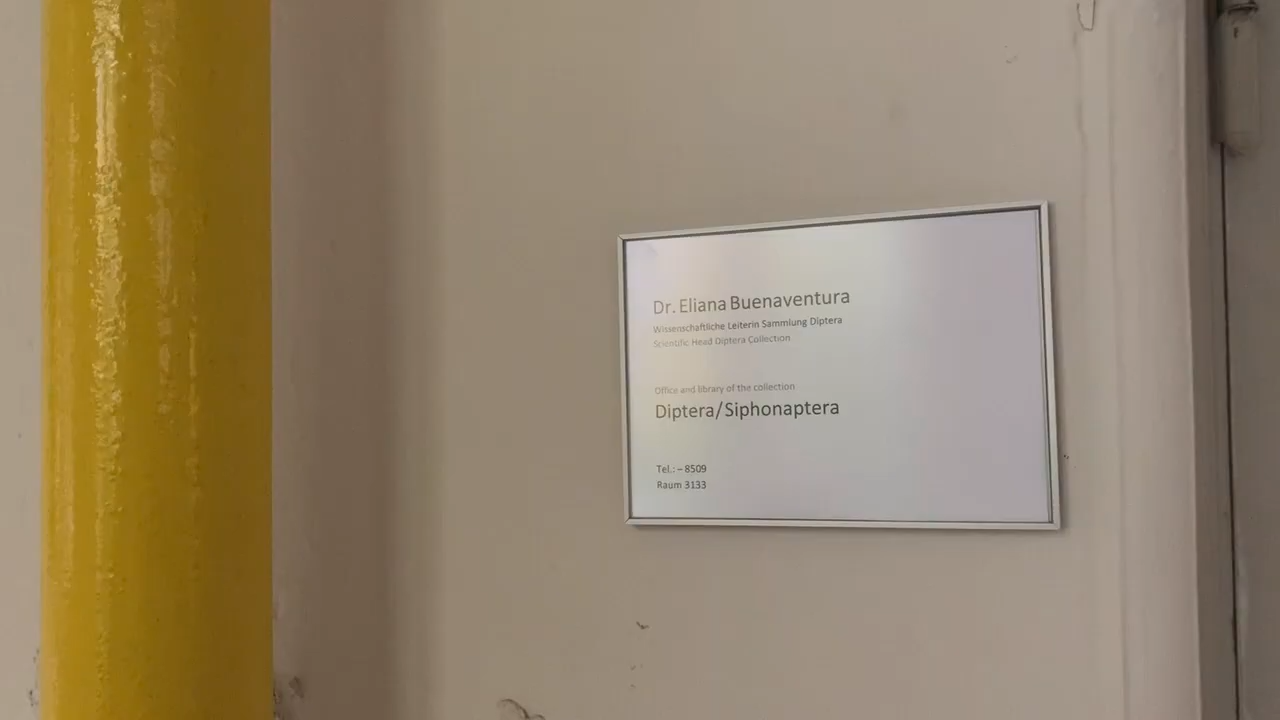 Dr. Eliana Buenaventura
Wissenschaftliche Leiterin Sammlung Diptera
Scientific Head Diptera Collection
Office and library of the collection
Diptera/Siphonaptera
Tel.: – 8509
Raum 3133